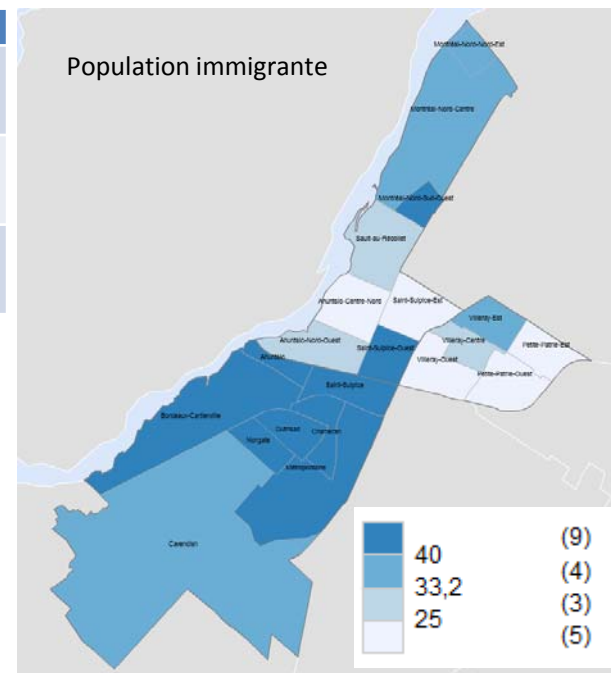 Population immigrante
Montréal-Nord-Nord-Est
Montréal-Nord-Centre
Montréal-Nord-Sud-Ouest
Sault-au-Récollet
Ahuntsic-Centre-Nord
Saint-Sulpice-Est
Villeray-Est
Ahuntsic-Nord-Ouest
Saint-Sulpice-Ouest
Villeray-Centre
Petite-Patrie-Est
Ahuntsic
Villeray-Ouest
Petite-Patrie-Ouest
Saint-Sulpice
Bordeaux-Cartierville
Chameran
Norgate
Métropolitaine
Cavendish
40
33,2
25
(9)
(4)
(3)
(5)